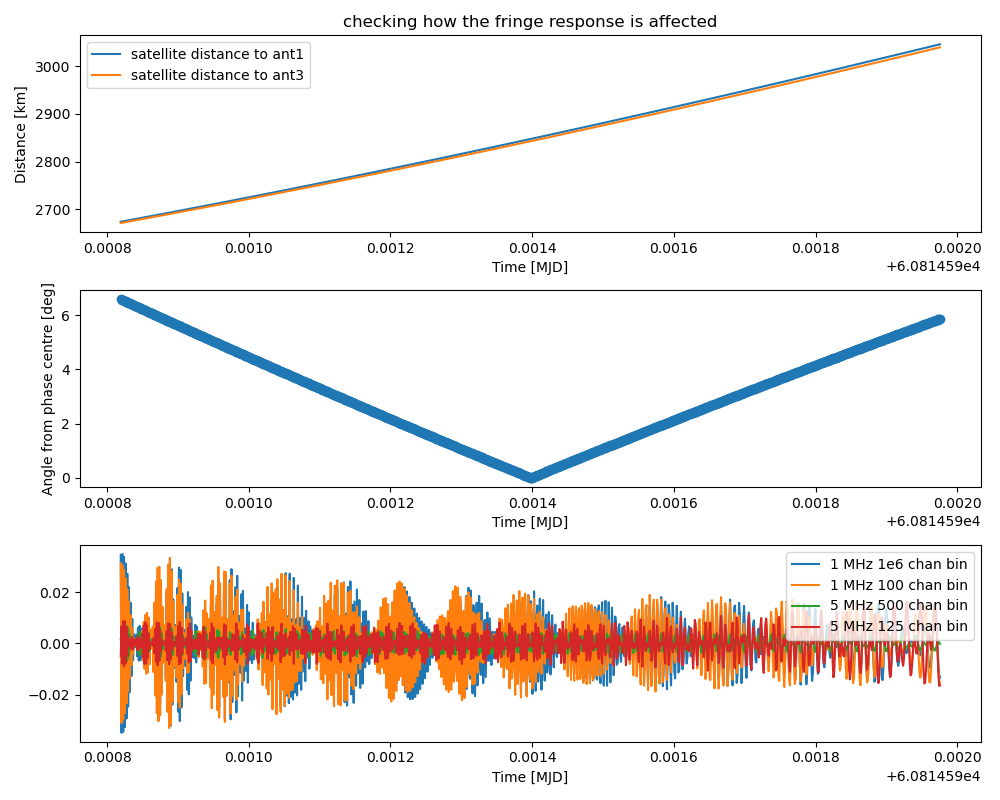 checking how the fringe response is affected
satellite distance to ant1
satellite distance to ant3
Distance [km]
3000
2900
2800
2700
0.0008 0.0010 0.0012 0.0014 0.0016 0.0018 0.0020
Time [MJD]
+6.081459e4
Angle from phase centre [deg]
6
4
2
0
0.0008 0.0010 0.0012 0.0014 0.0016 0.0018 0.0020
Time [MJD]
+6.081459e4
1 MHz 1e6 chan bin
1 MHz 100 chan bin
5 MHz 500 chan bin
5 MHz 125 chan bin
0.02
0.00
−0.02
0.0008 0.0010 0.0012 0.0014 0.0016 0.0018 0.0020
Time [MJD]
+6.081459e4